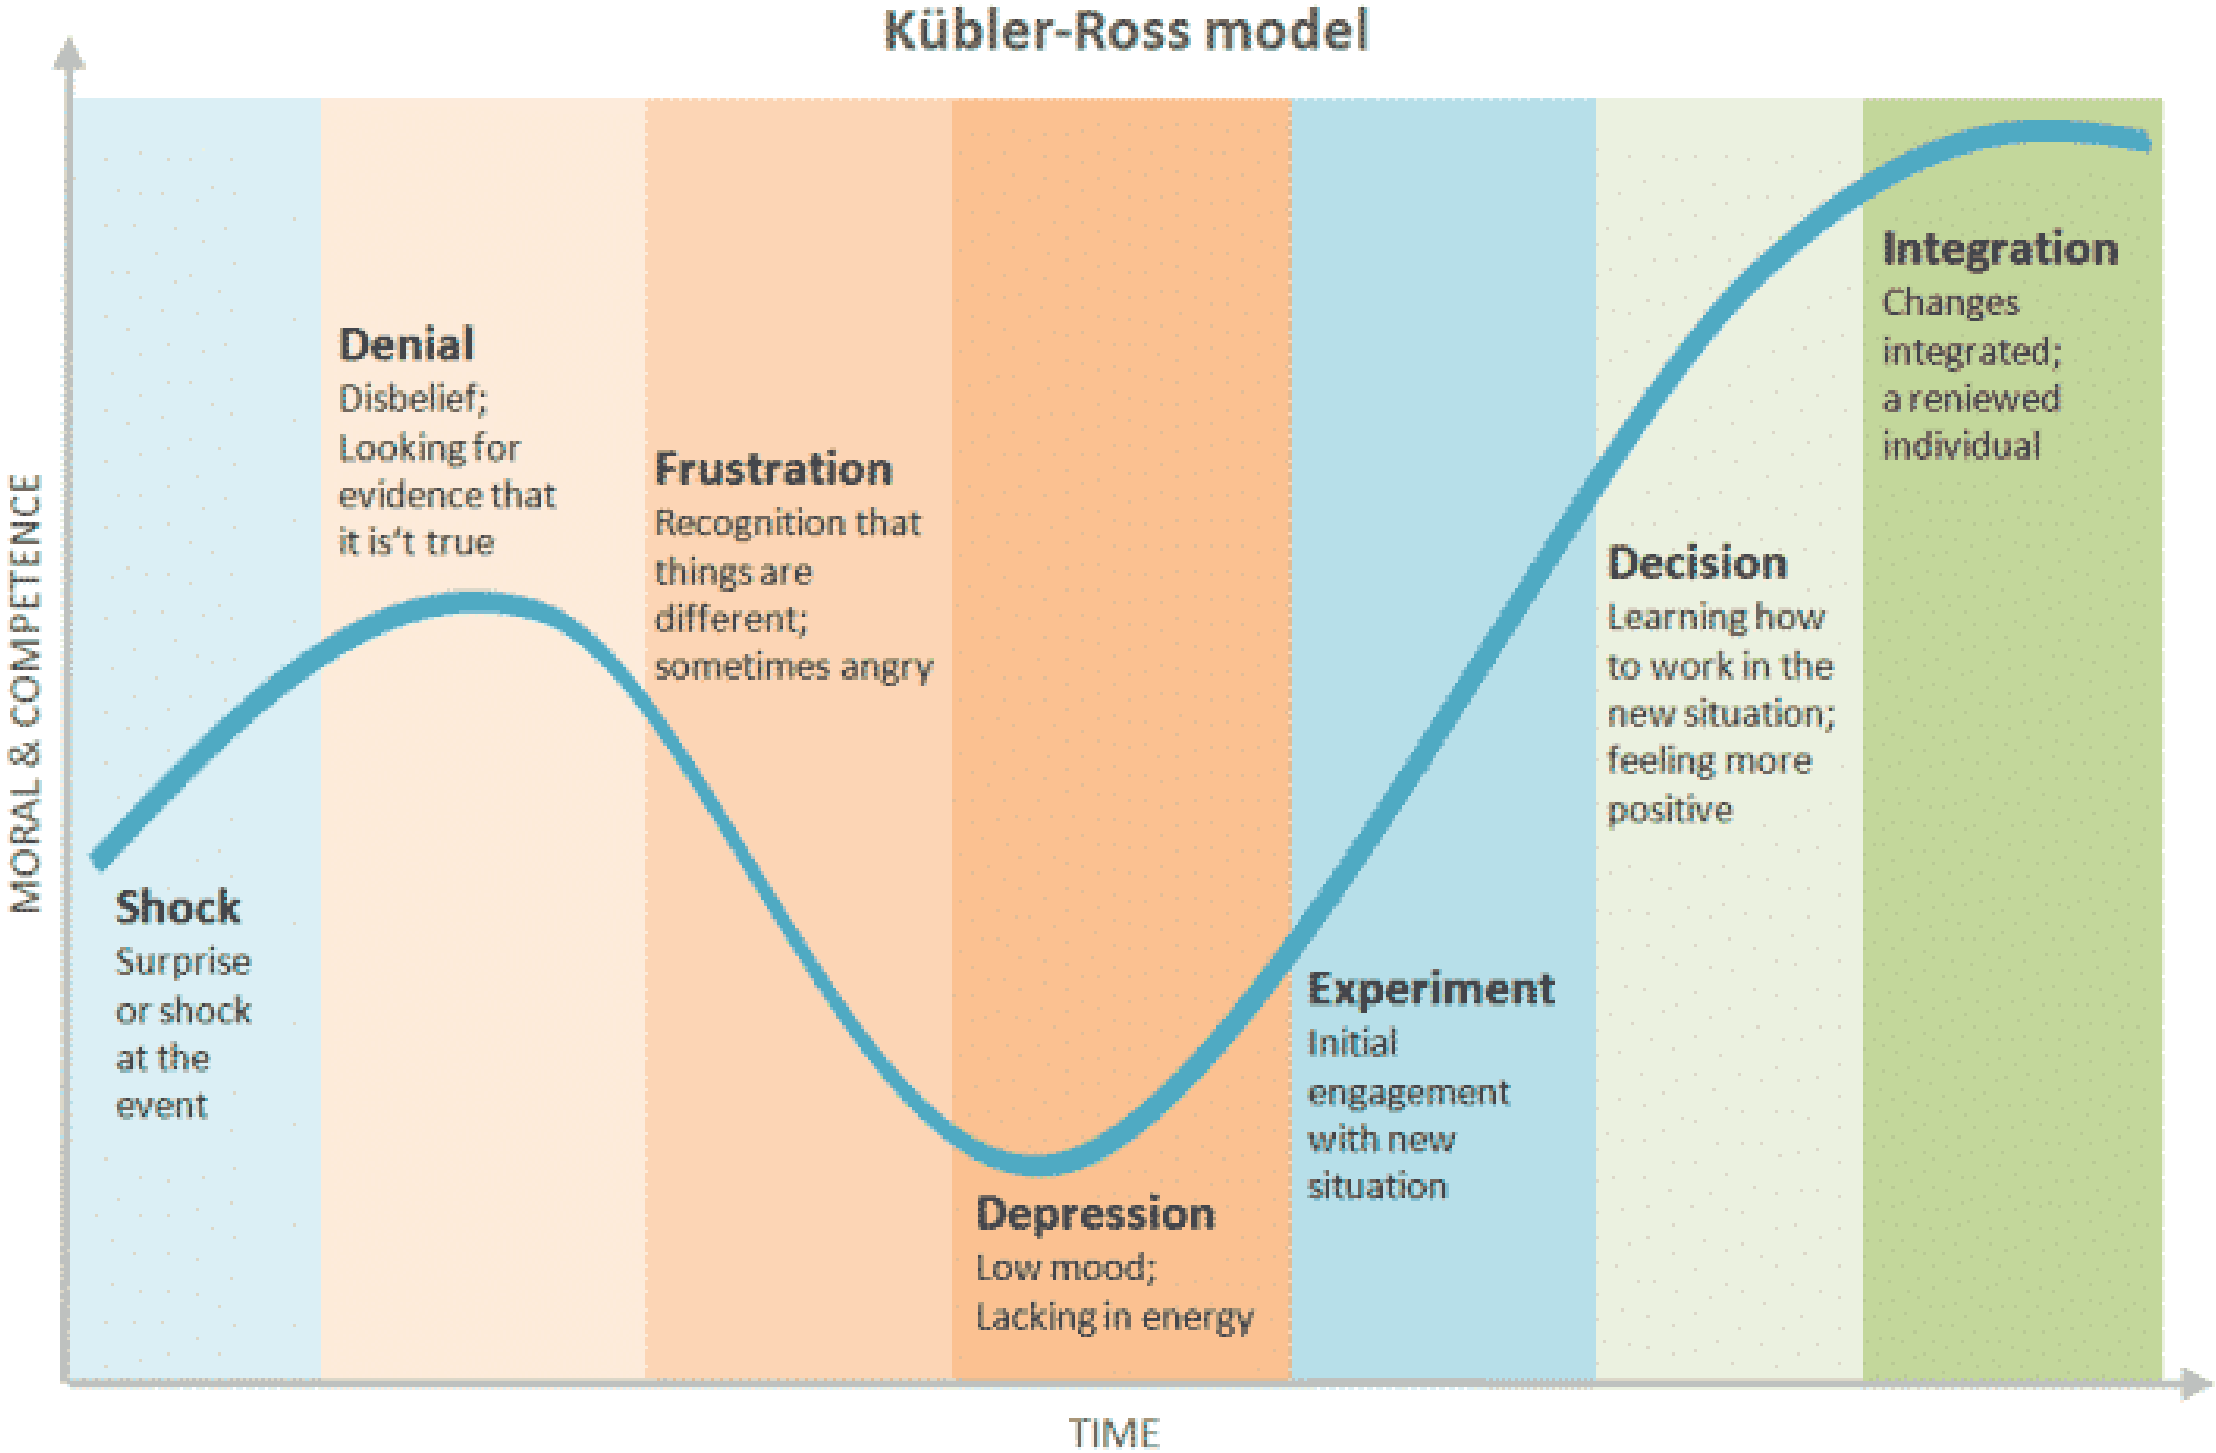 Kübler-Ross model
MORAL & COMPETENCE
Shock
Surprise
or shock
at the
event
Denial
Disbelief;
Looking for
evidence that
it is't true
Frustration
Recognition that
things are
different;
sometimes angry
Depression
Low mood;
Lacking in energy
Experiment
Initial
engagement
with new
situation
Decision
Learning how
to work in the
new situation;
feeling more
positive
Integration
Changes
integrated;
a reniewed
individual
TIME